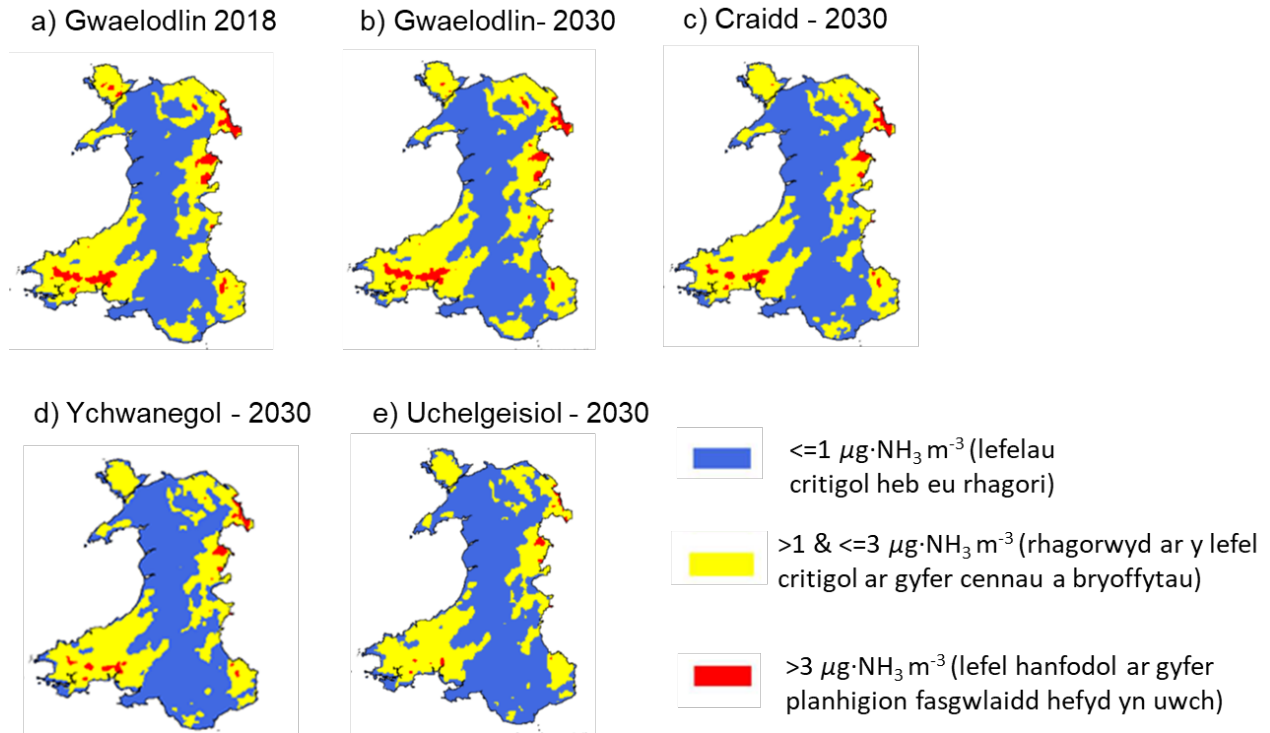 a) Gwaelodlin 2018
b) Gwaelodlin- 2030
c) Craidd - 2030
d) Ychwanegol - 2030
e) Uchelgeisiol - 2030
<=1 𝜇g·NH₃ m⁻³ (lefelau
critigol heb eu rhagori)
>1 & <=3 𝜇g·NH₃ m⁻³ (rhagorwyd ar y lefel
critigol ar gyfer cennau a bryoffytau)
>3 𝜇g·NH₃ m⁻³ (lefel hanfodol ar gyfer
planhigion fasgwlaidd hefyd yn uwch)